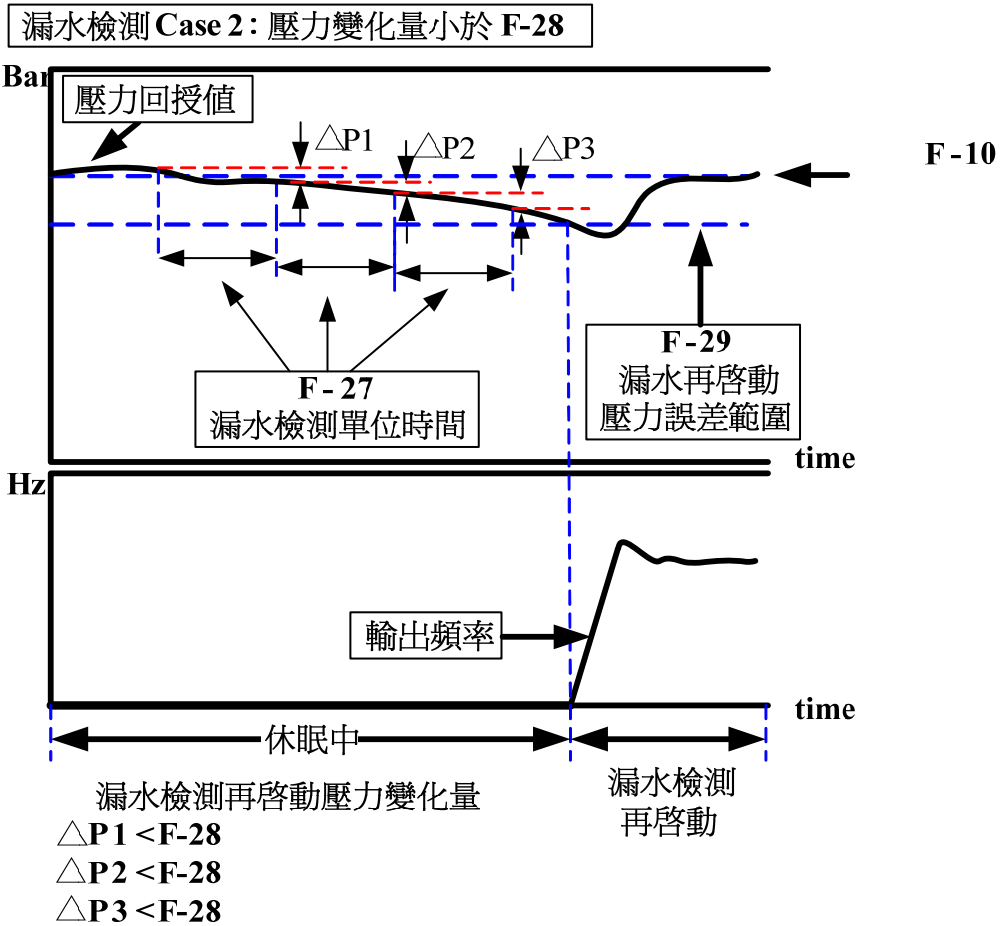 漏水檢測 Case 2：壓力變化量小於 F-28
Bar
壓力回授值
△P1
△P2
△P3
F-10
F-27
漏水檢測單位時間
F-29
漏水再啓動
壓力誤差範圍
time
Hz
輸出頻率
time
休眠中
漏水檢測
再啓動
漏水檢測再啓動壓力變化量
△P1<F-28
△P2<F-28
△P3<F-28